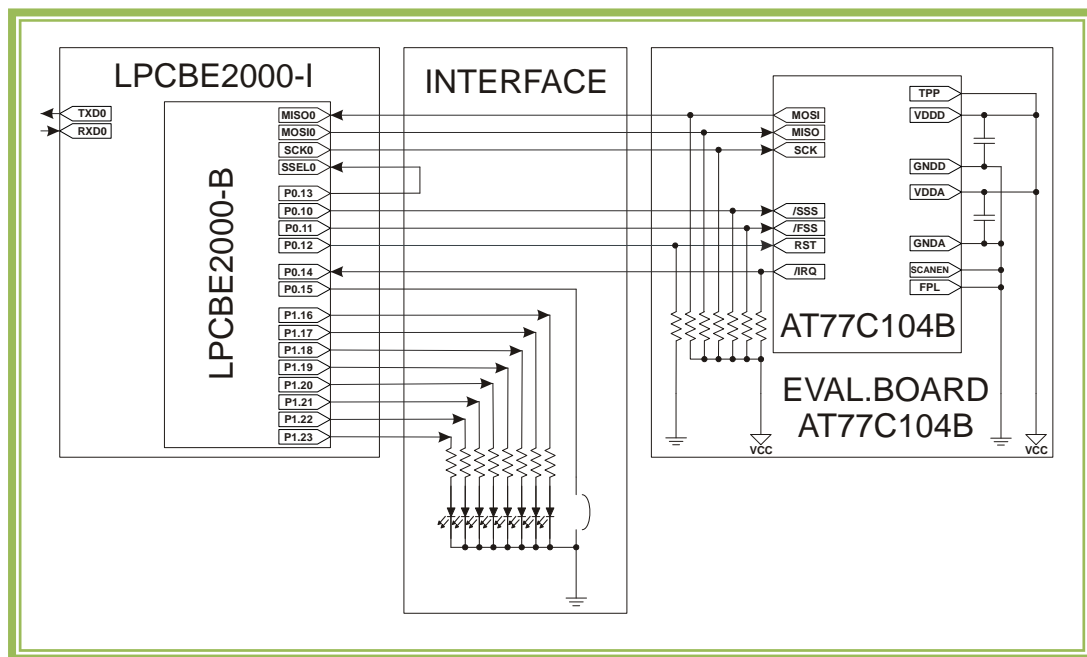 LPCBE2000-I
TXD0
RXD0
LPCBE2000-B
MISO0
MOSI0
SCK0
SSEL0
P0.13
P0.10
P0.11
P0.12
P0.14
P0.15
P1.16
P1.17
P1.18
P1.19
P1.20
P1.21
P1.22
P1.23
INTERFACE
MOSI
MISO
SCK
/SSS
/FSS
RST
/IRQ
TPP
VDDD
GNDD
VDDA
GNDA
SCANEN
FPL
AT77C104B
EVAL.BOARD
AT77C104B
VCC
VCC